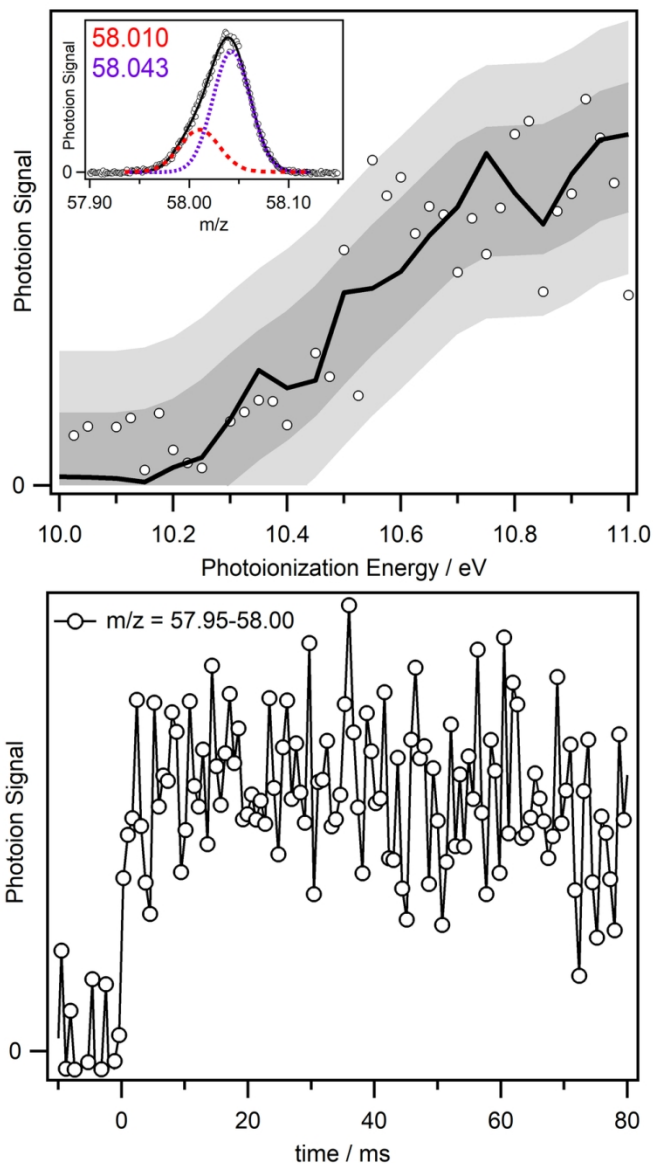 58.010
58.043
Photoion Signal
0
57.90 58.00 58.10
m/z
Photoion Signal
0
10.0 10.2 10.4 10.6 10.8 11.0
Photoionization Energy / eV
m/z = 57.95-58.00
Photoion Signal
0
0 20 40 60 80
time / ms